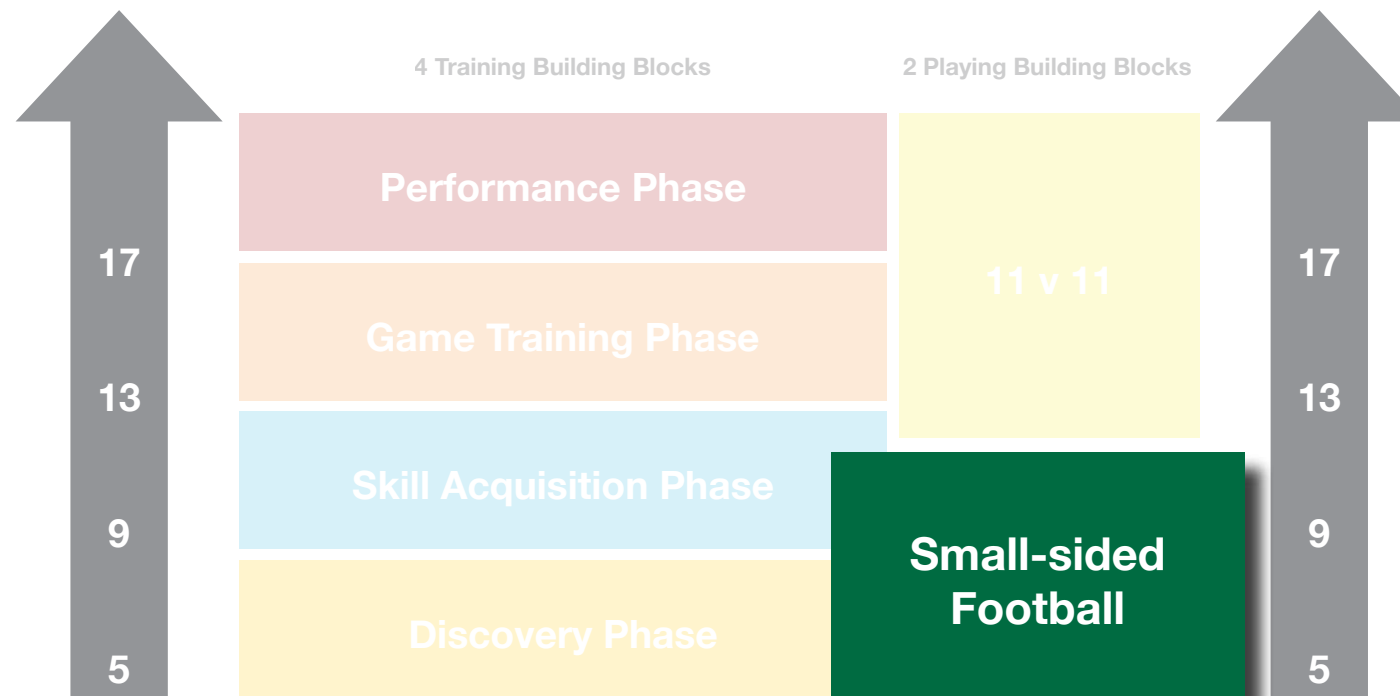 4 Training Building Blocks
2 Playing Building Blocks
Performance Phase
17
17
11 v 11
Game Training Phase
13
13
Skill Acquisition Phase
9
9
Small-sided
Football
Discovery Phase
5
5